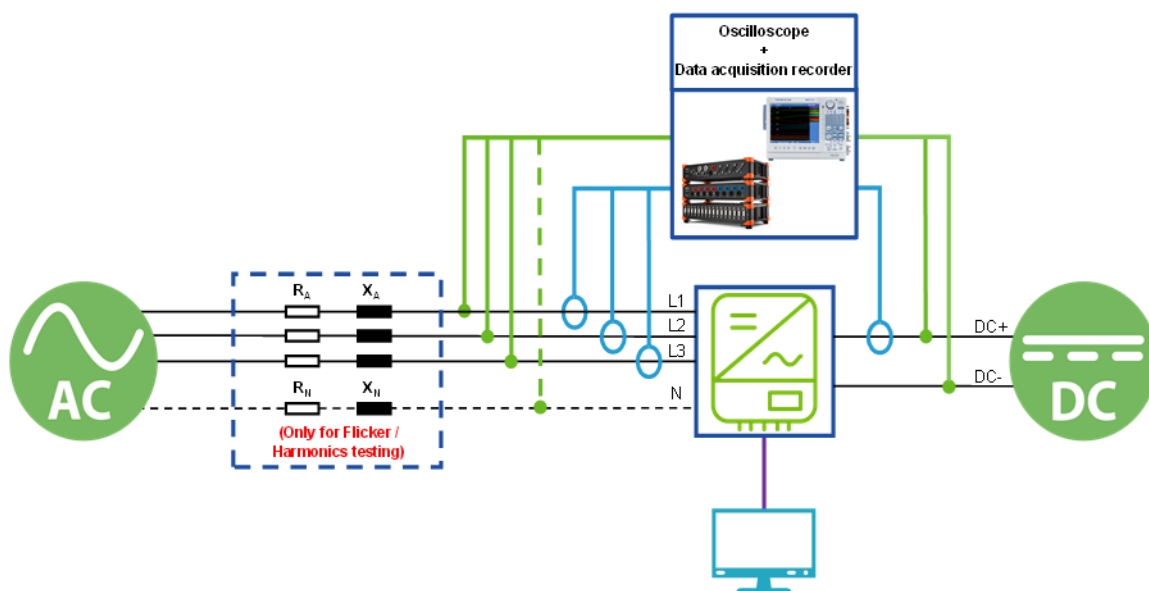 Oscilloscope
+
Data acquisition recorder
RA
XA
L1
L2
L3
RN
XN
N
(Only for Flicker /
Harmonics testing)
AC
DC+
DC-
DC